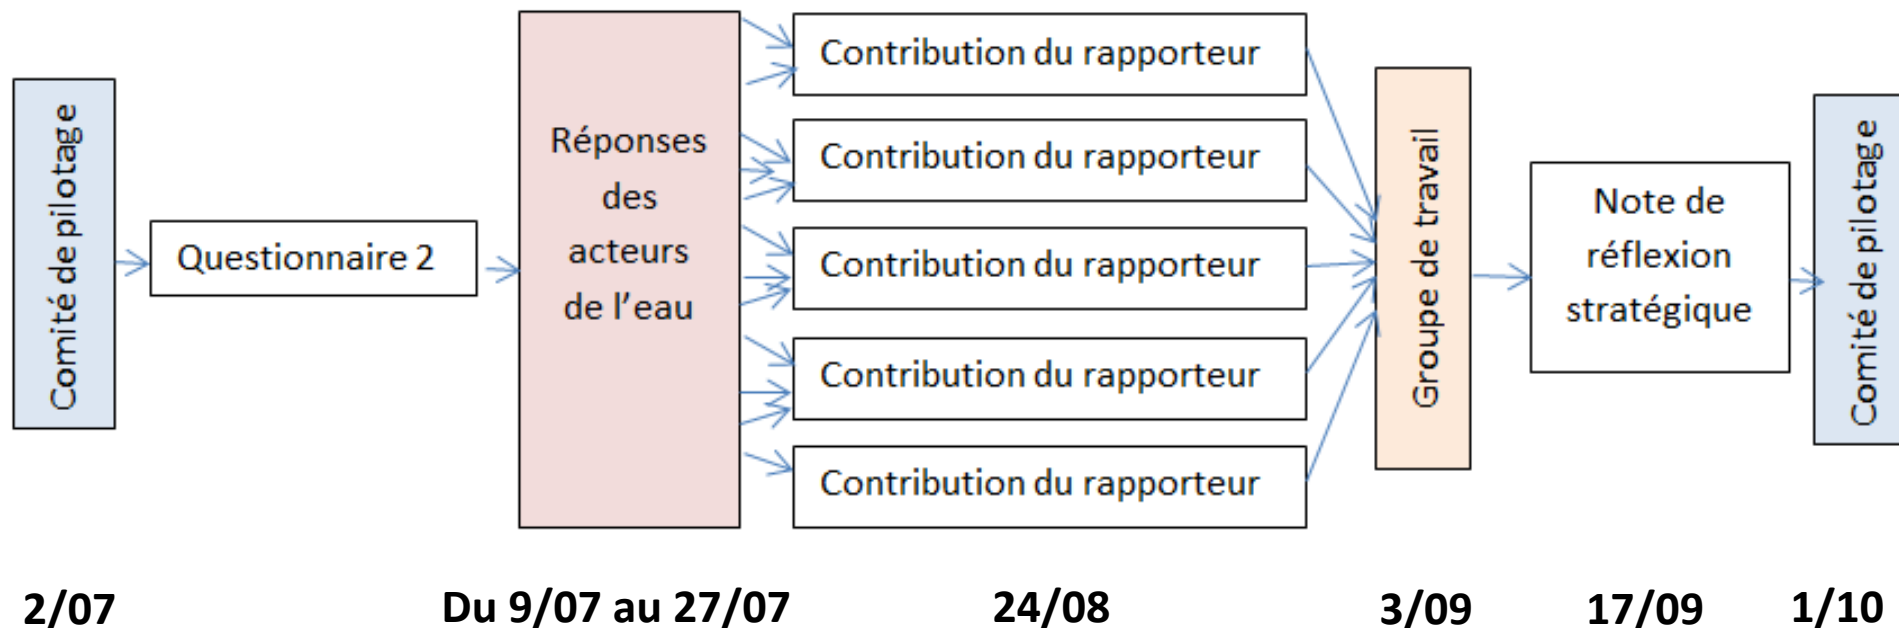 Comité de pilotage
Questionnaire 2
Réponses
des
acteurs
de l’eau
Contribution du rapporteur
Contribution du rapporteur
Contribution du rapporteur
Contribution du rapporteur
Contribution du rapporteur
Groupe de travail
Note de
réflexion
stratégique
Comité de pilotage
2/07
Du 9/07 au 27/07
24/08
3/09
17/09
1/10